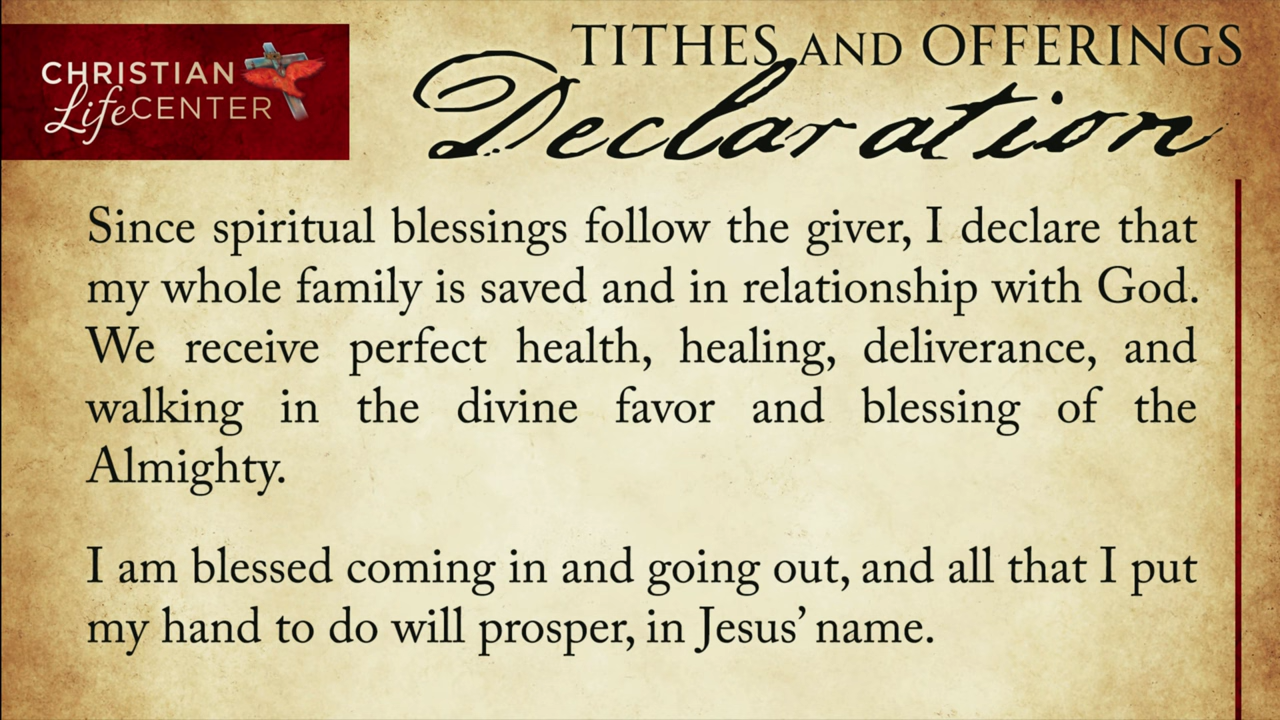 CHRISTIAN
LifeCENTER
TITHES AND OFFERINGS
Declaration
Since spiritual blessings follow the giver, I declare that
my whole family is saved and in relationship with God.
We receive perfect health, healing, deliverance, and
walking in the divine favor and blessing of the
Almighty.
I am blessed coming in and going out, and all that I put
my hand to do will prosper, in Jesus’ name.